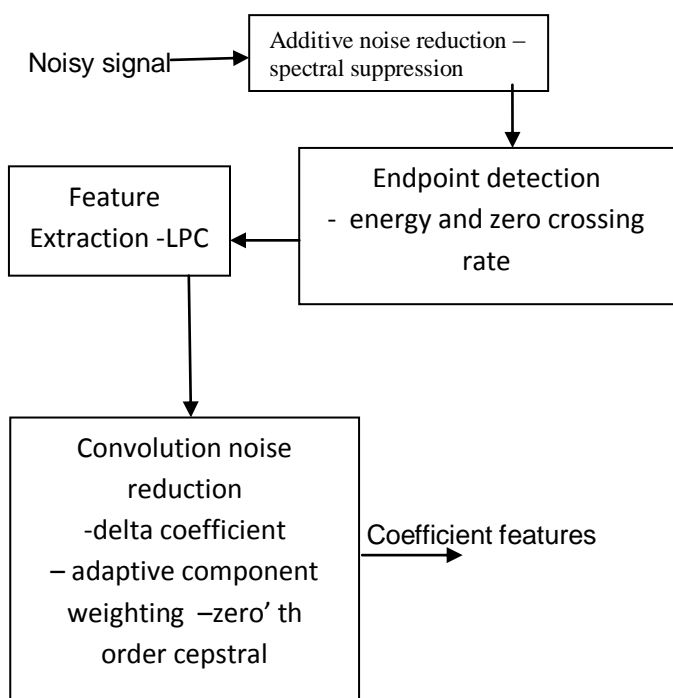 Noisy signal
Additive noise reduction –
spectral suppression
Endpoint detection
- energy and zero crossing
rate
Feature
Extraction -LPC
Convolution noise
reduction
-delta coefficient
– adaptive component
weighting –zero’ th
order cepstral
Coefficient features